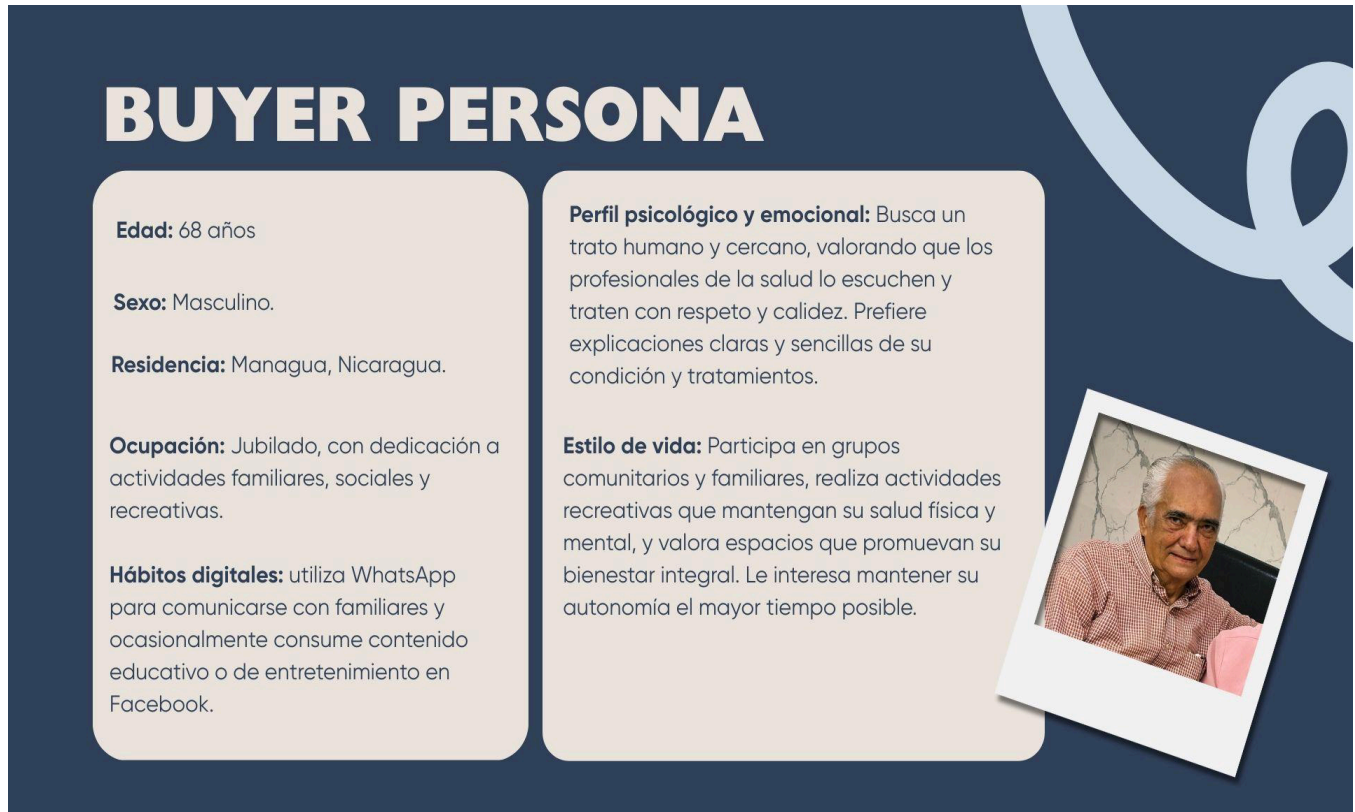 BUYER PERSONA
Edad: 68 años
Sexo: Masculino.
Residencia: Managua, Nicaragua.
Ocupación: Jubilado, con dedicación a
actividades familiares, sociales y
recreativas.
Hábitos digitales: utiliza WhatsApp
para comunicarse con familiares y
ocasionalmente consume contenido
educativo o de entretenimiento en
Facebook.
Perfil psicológico y emocional: Busca un
trato humano y cercano, valorando que los
profesionales de la salud lo escuchen y
traten con respeto y calidez. Prefiere
explicaciones claras y sencillas de su
condición y tratamientos.
Estilo de vida: Participa en grupos
comunitarios y familiares, realiza actividades
recreativas que mantengan su salud física y
mental, y valora espacios que promuevan su
bienestar integral. Le interesa mantener su
autonomía el mayor tiempo posible.